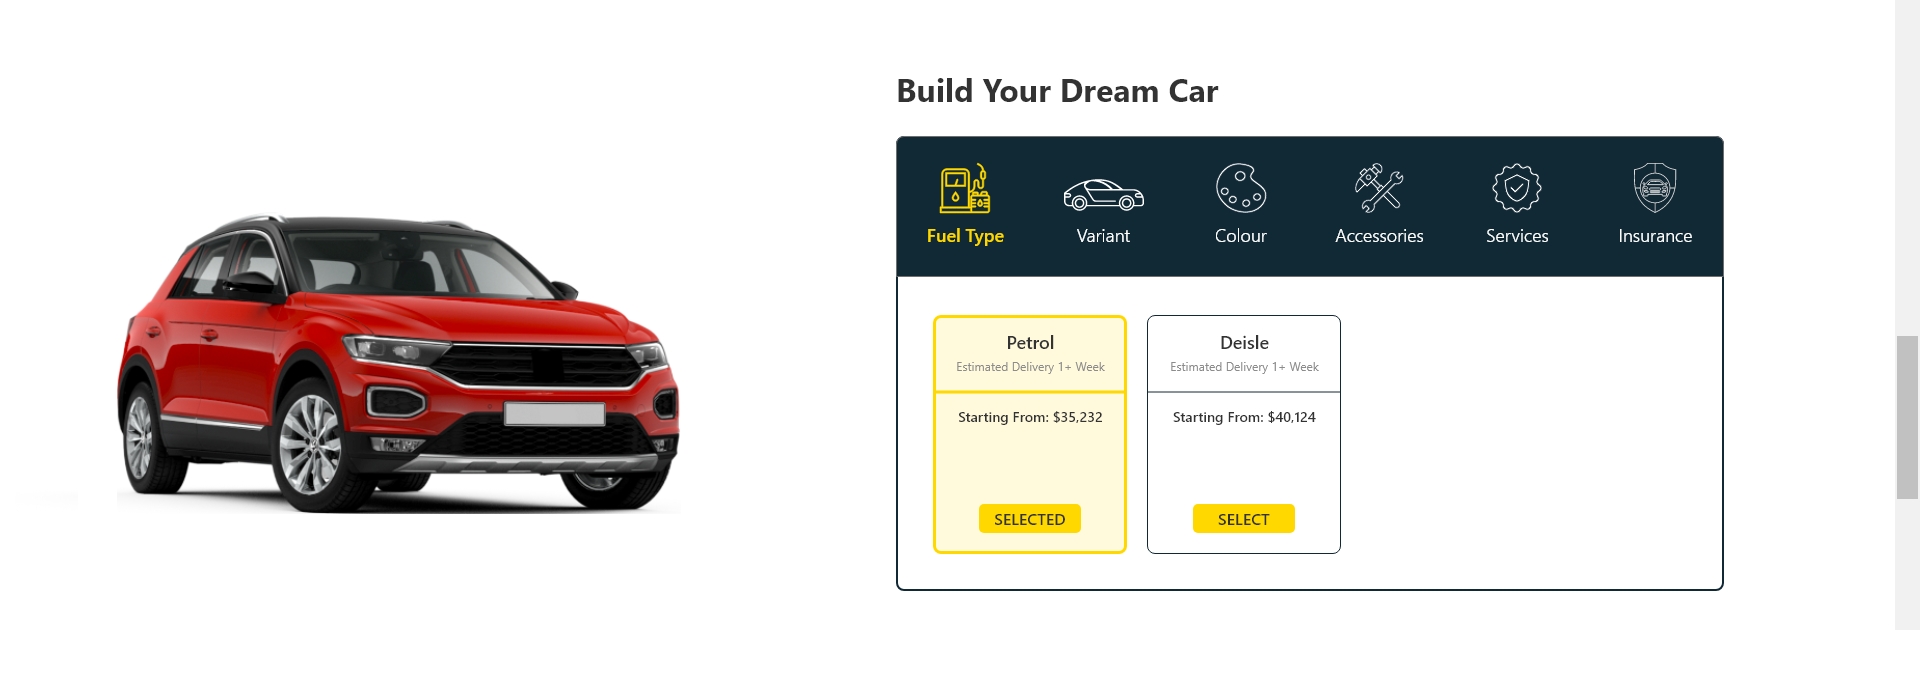 Build Your Dream Car
Fuel Type Variant Colour Accessories Services Insurance
Petrol
Estimated Delivery 1+ Week
Starting From: $35,232
SELECTED
Deisle
Estimated Delivery 1+ Week
Starting From: $40,124
SELECT